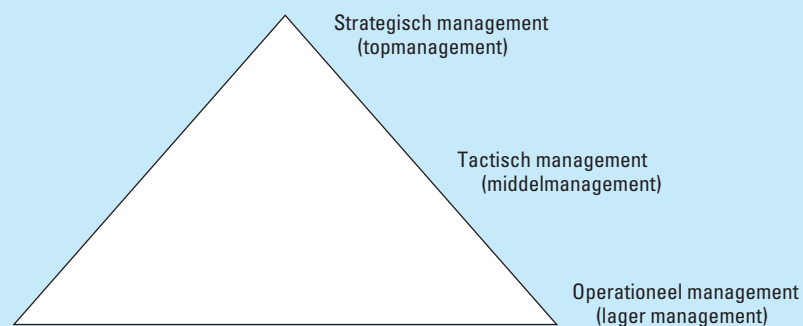 Strategisch management
(topmanagement)
Tactisch management
(middelmanagement)
Operationeel management
(lager management)